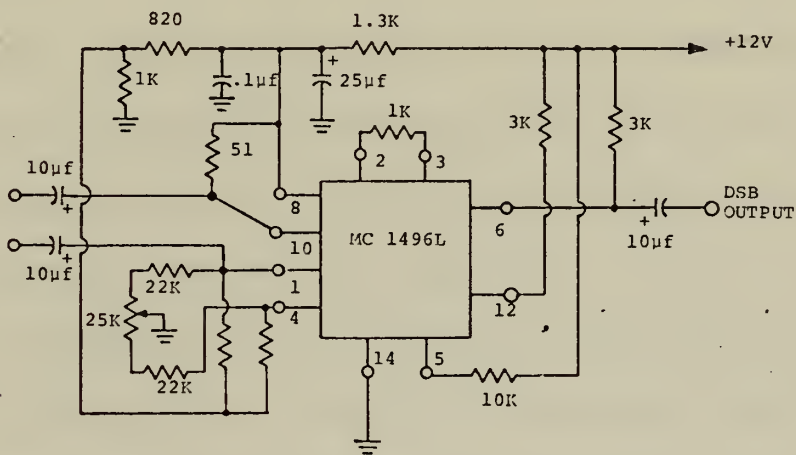 820
1.3K
+12V
1K
.1µf
+
25µf
1K
3K
3K
51
2
3
10µf
+
8
6
DSB
OUTPUT
+
10µf
MC 1496L
10
+
10µf
22K
1
12
25K
4
14
5
22K
10K